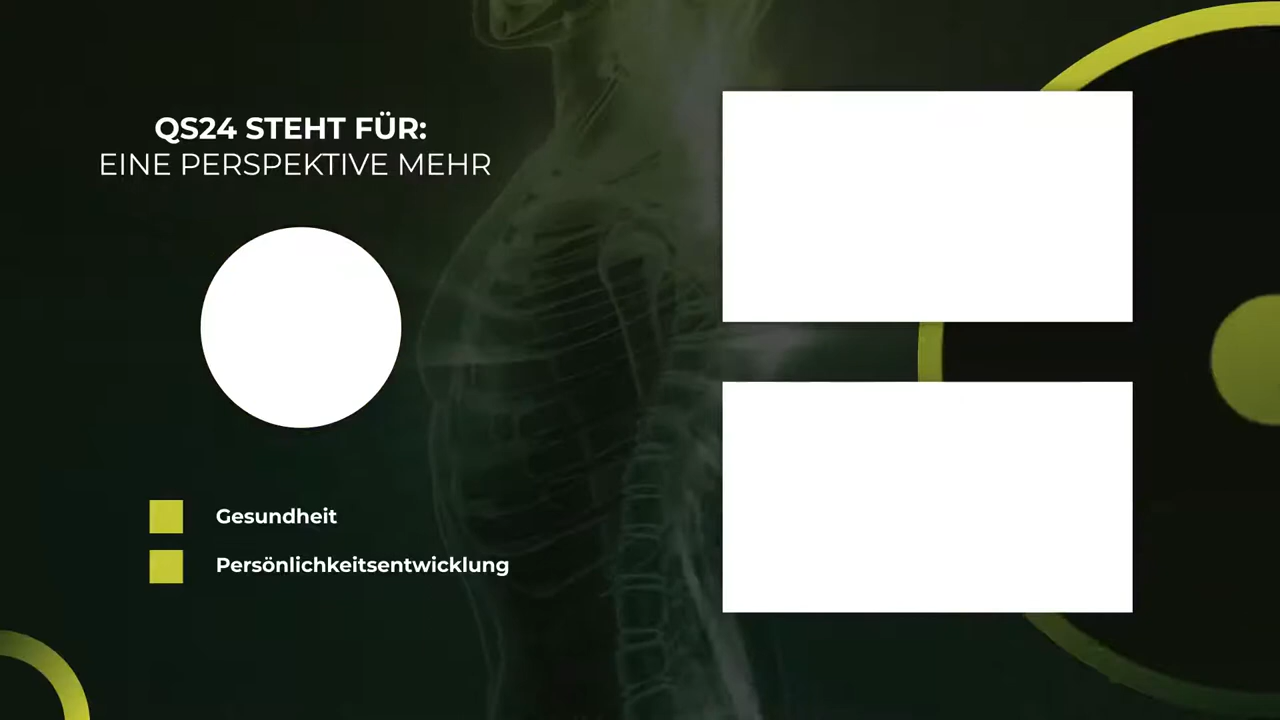 QS24 STEHT FÜR:
EINE PERSPEKTIVE MEHR
Gesundheit
Persönlichkeitsentwicklung